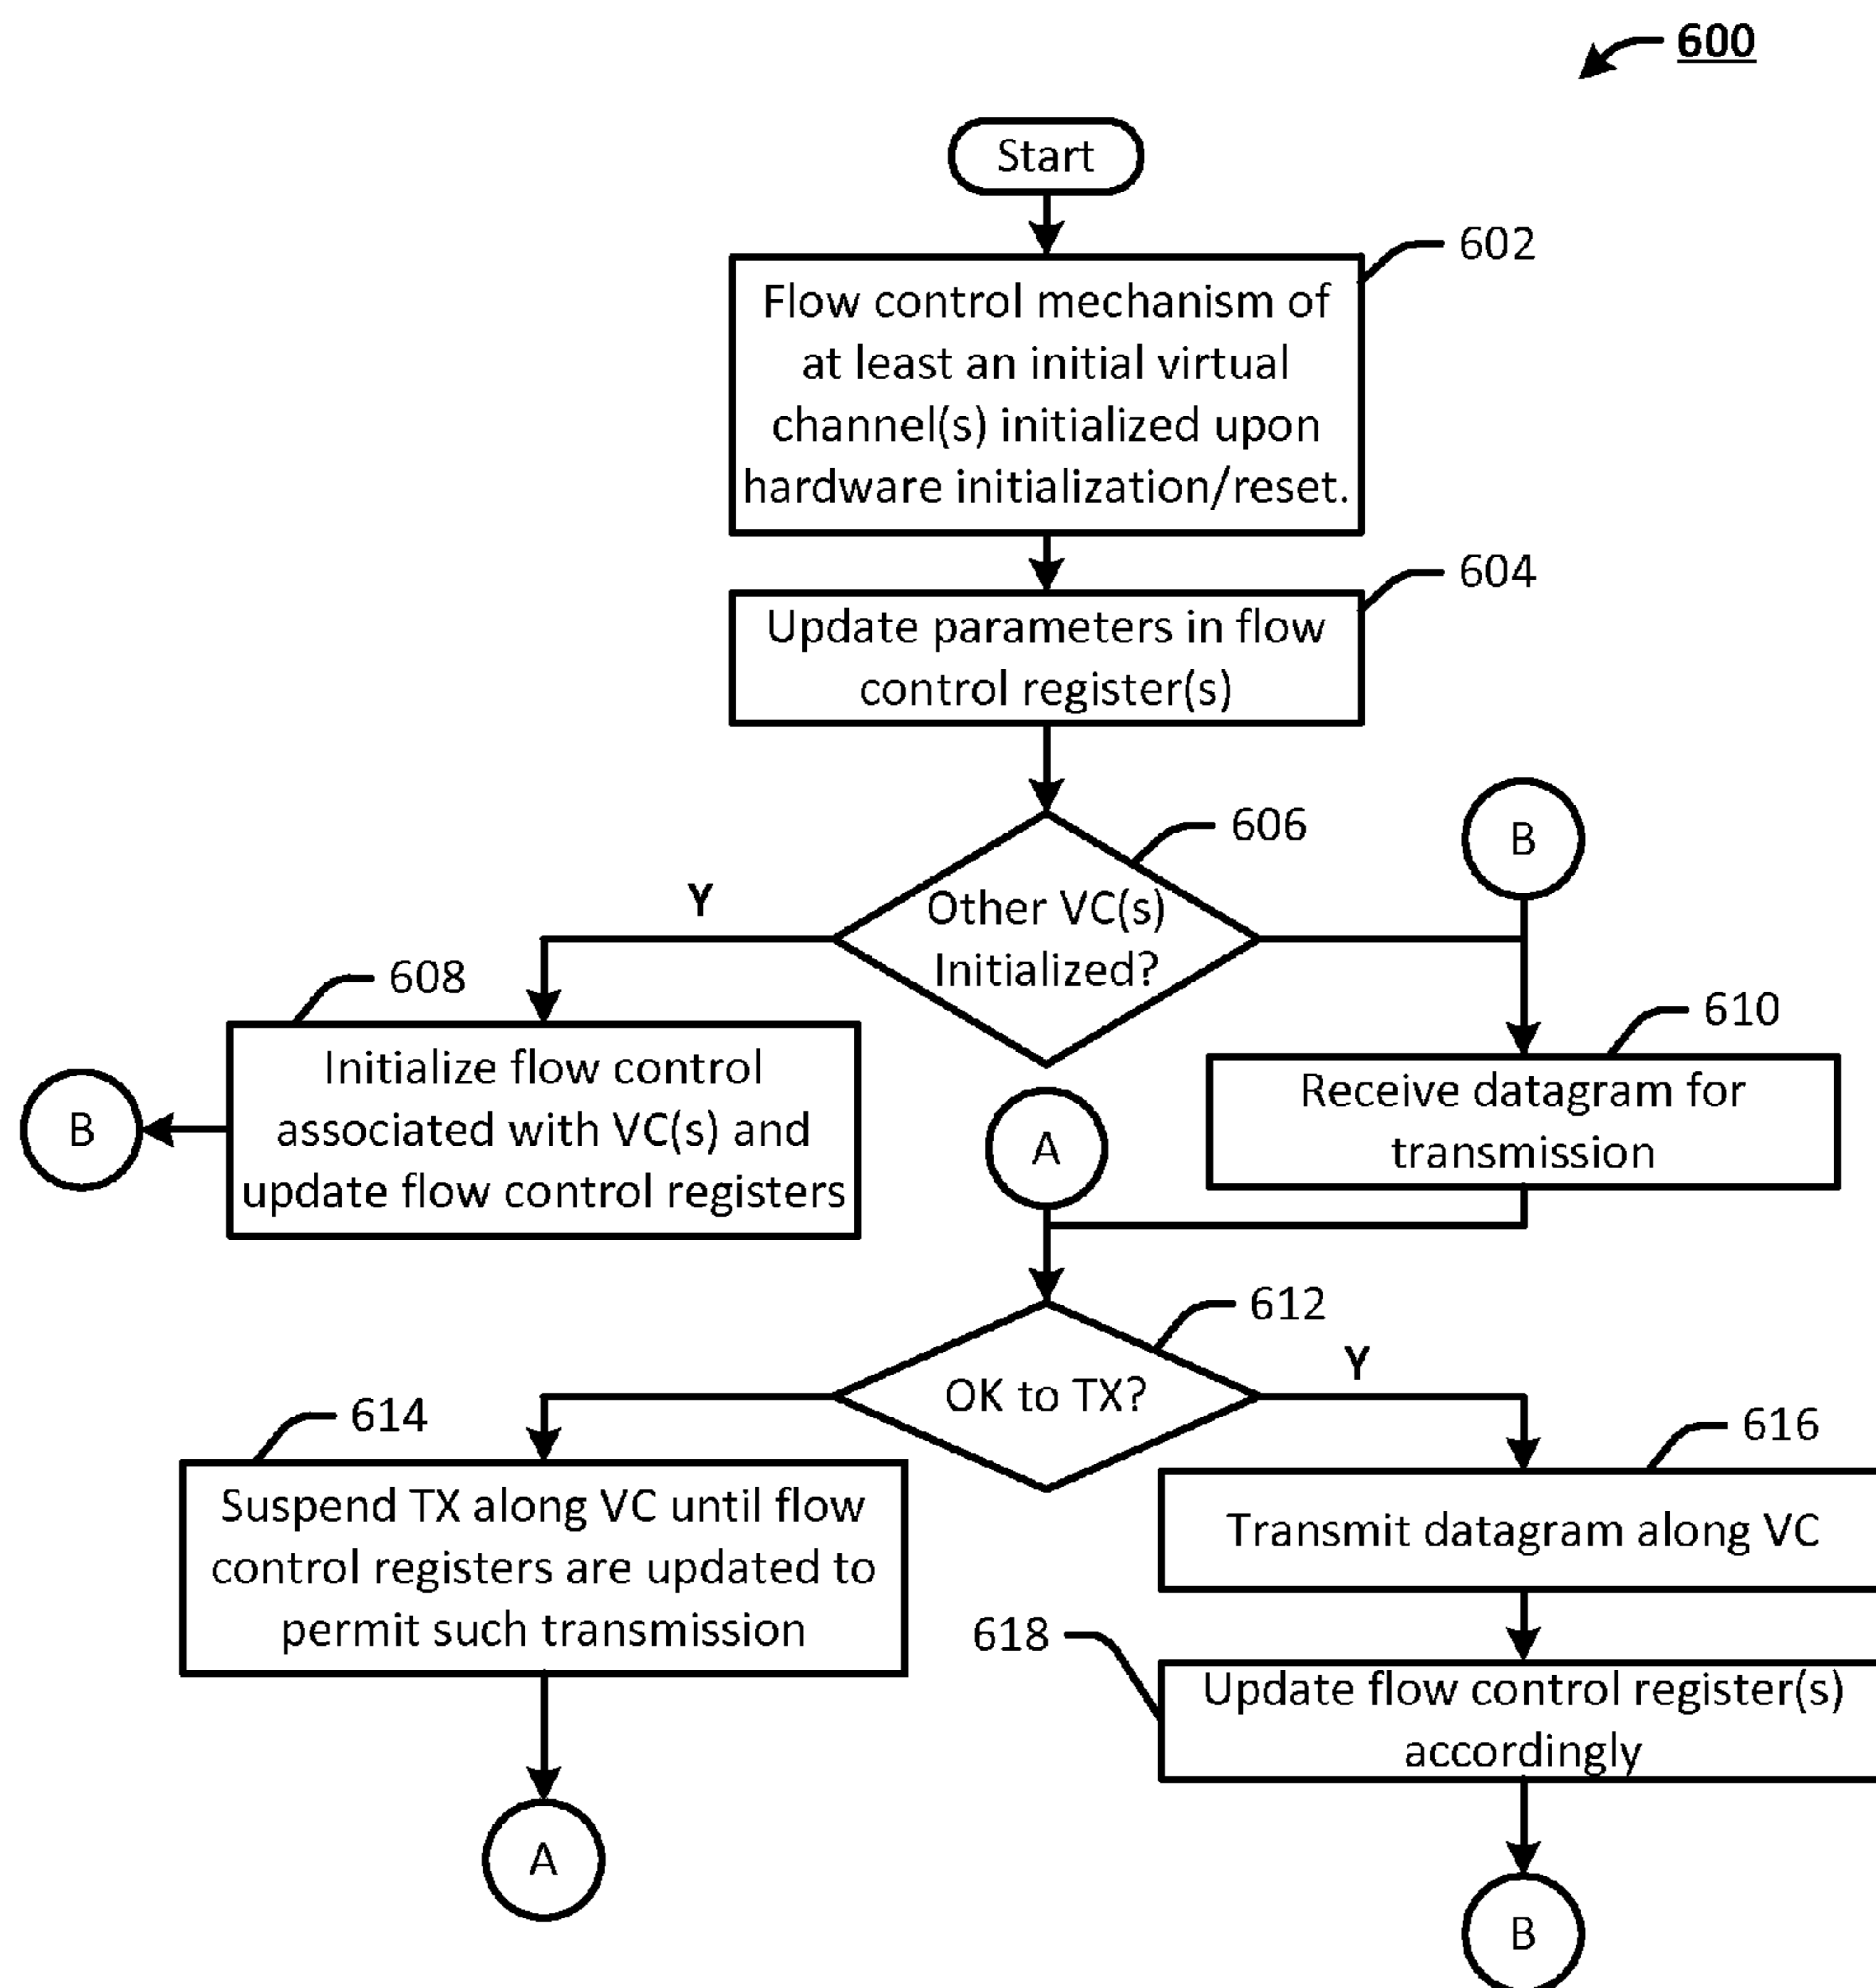 600
Start
602
Flow control mechanism of
at least an initial virtual
channel(s) initialized upon
hardware initialization/reset.
604
Update parameters in flow
control register(s)
606
B
Y
Other VC(s)
Initialized?
608
610
Initialize flow control
associated with VC(s) and
update flow control registers
B
A
Receive datagram for
transmission
612
OK to TX?
Y
614
616
Suspend TX along VC until flow
control registers are updated to
permit such transmission
Transmit datagram along VC
618
Update flow control register(s)
accordingly
A
B